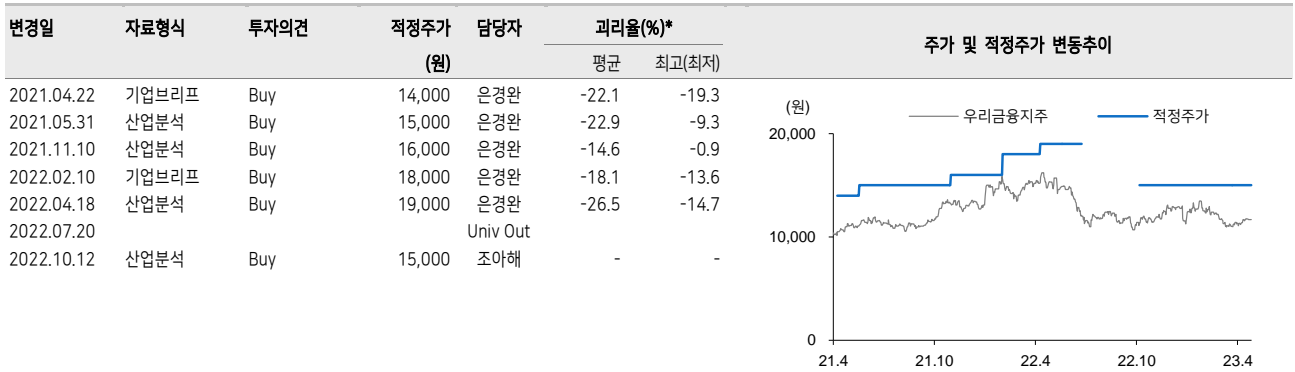 변경일 자료형식 투자의견 적정주가 담당자 괴리율(%)* 주가 및 적정주가 변동추이
(원) 평균 최고(최저)
2021.04.22 기업브리프 Buy 14,000 은경완 -22.1 -19.3
2021.05.31 산업분석 Buy 15,000 은경완 -22.9 -9.3
2021.11.10 산업분석 Buy 16,000 은경완 -14.6 -0.9
2022.02.10 기업브리프 Buy 18,000 은경완 -18.1 -13.6
2022.04.18 산업분석 Buy 19,000 은경완 -26.5 -14.7
2022.07.20 Univ Out
2022.10.12 산업분석 Buy 15,000 조아해 - -
(원) 우리금융지주 적정주가
20,000
10,000
0
21.4 21.10 22.4 22.10 23.4